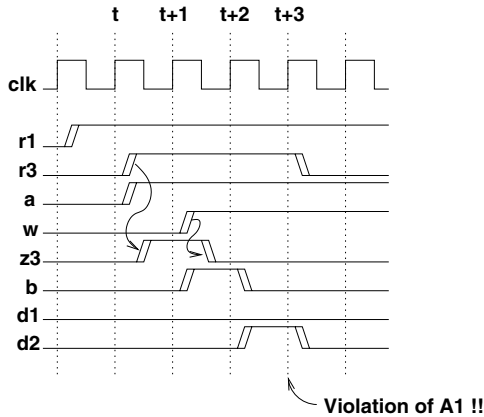 t t+1 t+2 t+3
clk
r1
r3
a
w
z3
b
d1
d2
Violation of A1 !!